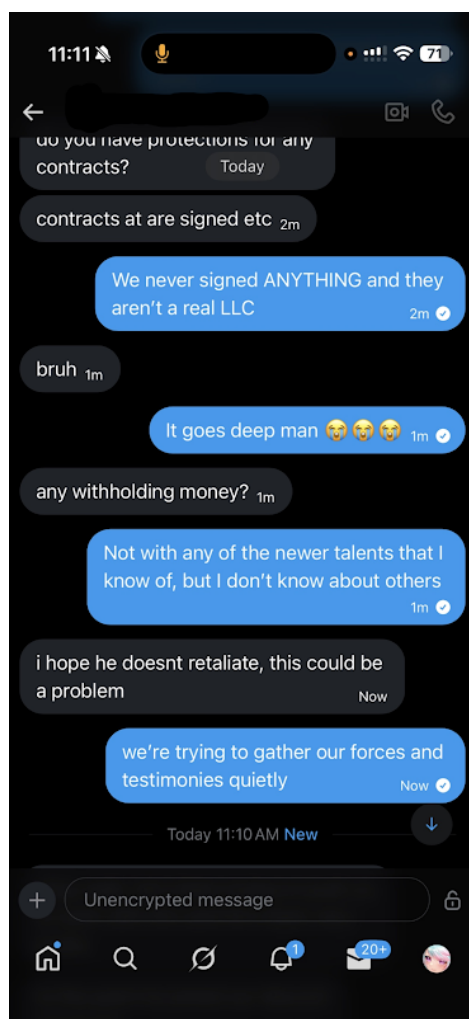 11:11
71
do you have protections for any
contracts?
Today
contracts at are signed etc 2m
We never signed ANYTHING and they
aren't a real LLC
2m
bruh 1m
It goes deep man 😭😭😭 1m
any withholding money? 1m
Not with any of the newer talents that I
know of, but I don't know about others
1m
i hope he doesnt retaliate, this could be
a problem
Now
we're trying to gather our forces and
testimonies quietly
Now
Today 11:10 AM New
Unencrypted message
1
20+